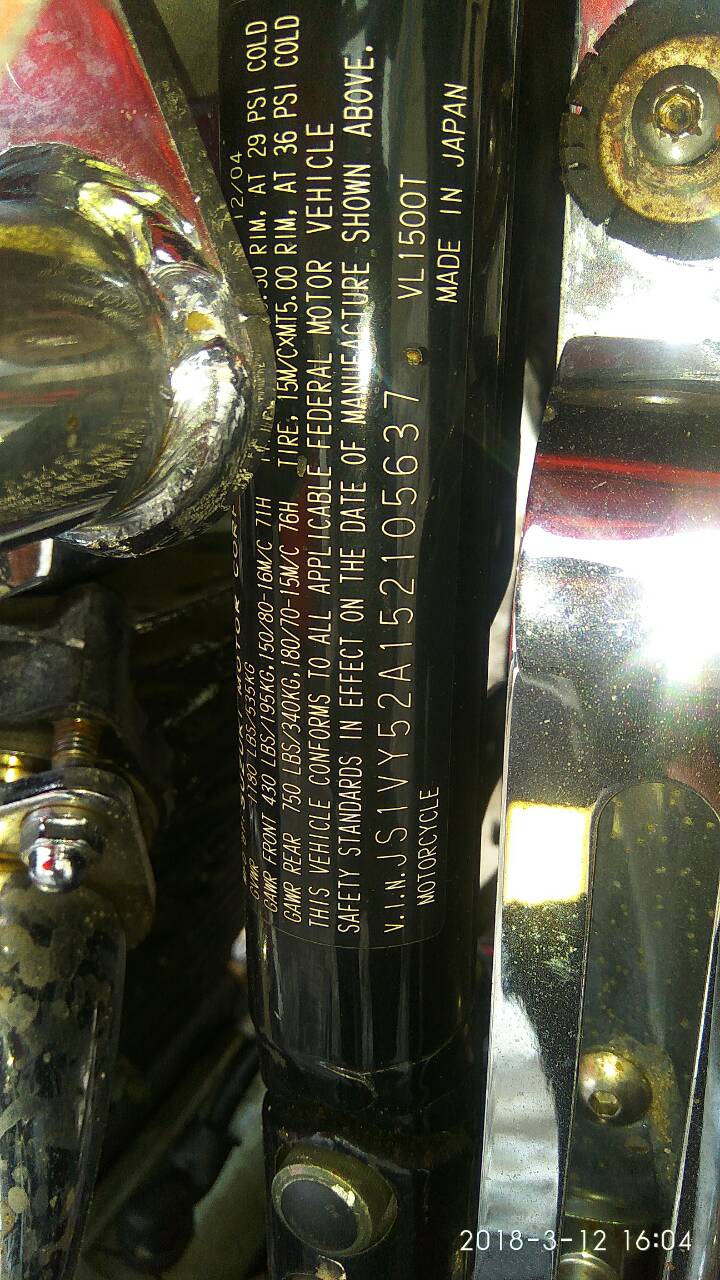 12/04
GVWR 1180 LBS/535KG
GAWR FRONT 430 LBS/195KG, 150/80-16M/C 71H RIM, AT 29 PSI COLD
GAWR REAR 750 LBS/340KG, 180/70-15M/C 76H TIRE, 15M/CXMT5.00 RIM, AT 36 PSI COLD
THIS VEHICLE CONFORMS TO ALL APPLICABLE FEDERAL MOTOR VEHICLE
SAFETY STANDARDS IN EFFECT ON THE DATE OF MANUFACTURE SHOWN ABOVE.
V.I.N.JS1VY52A152105637 VL1500T
MOTORCYCLE MADE IN JAPAN
2018-3-12 16:04